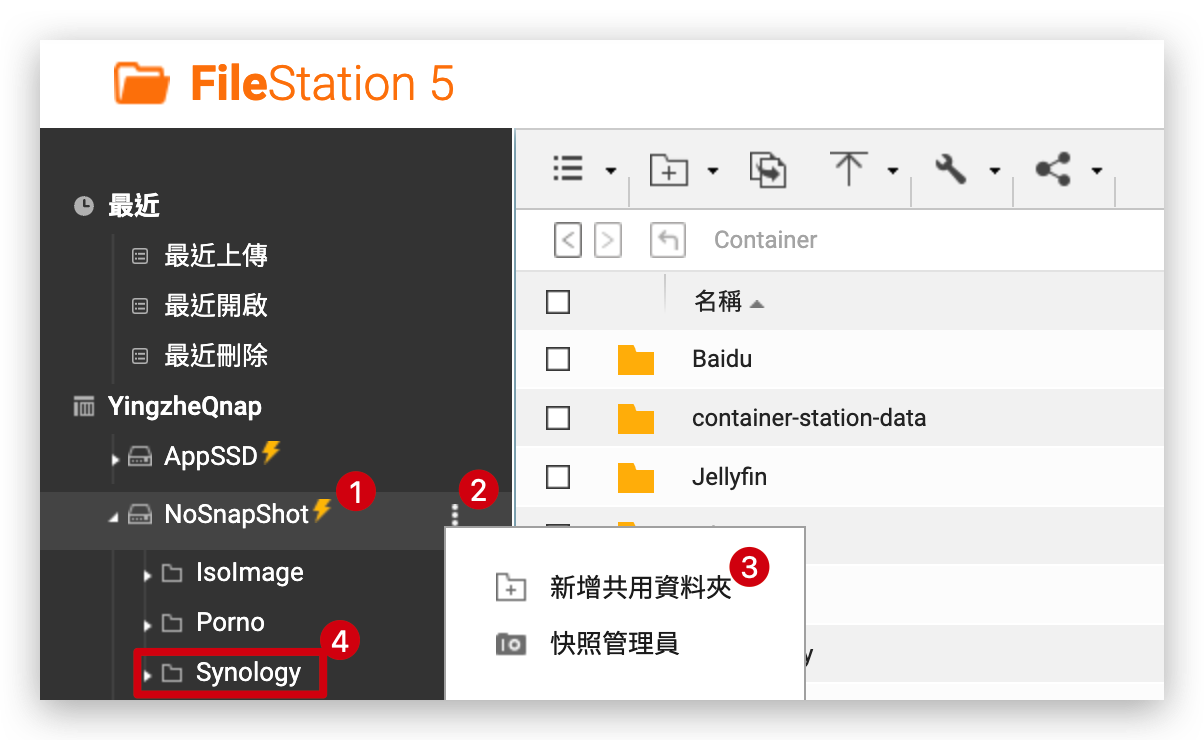 FileStation 5
最近
最近上傳
最近開啟
最近刪除
YingzheQnap
AppSSD
NoSnapShot
1
2
IsoImage
Porno
Synology
4
Container
名稱
Baidu
container-station-data
Jellyfin
新增共用資料夾
3
快照管理員